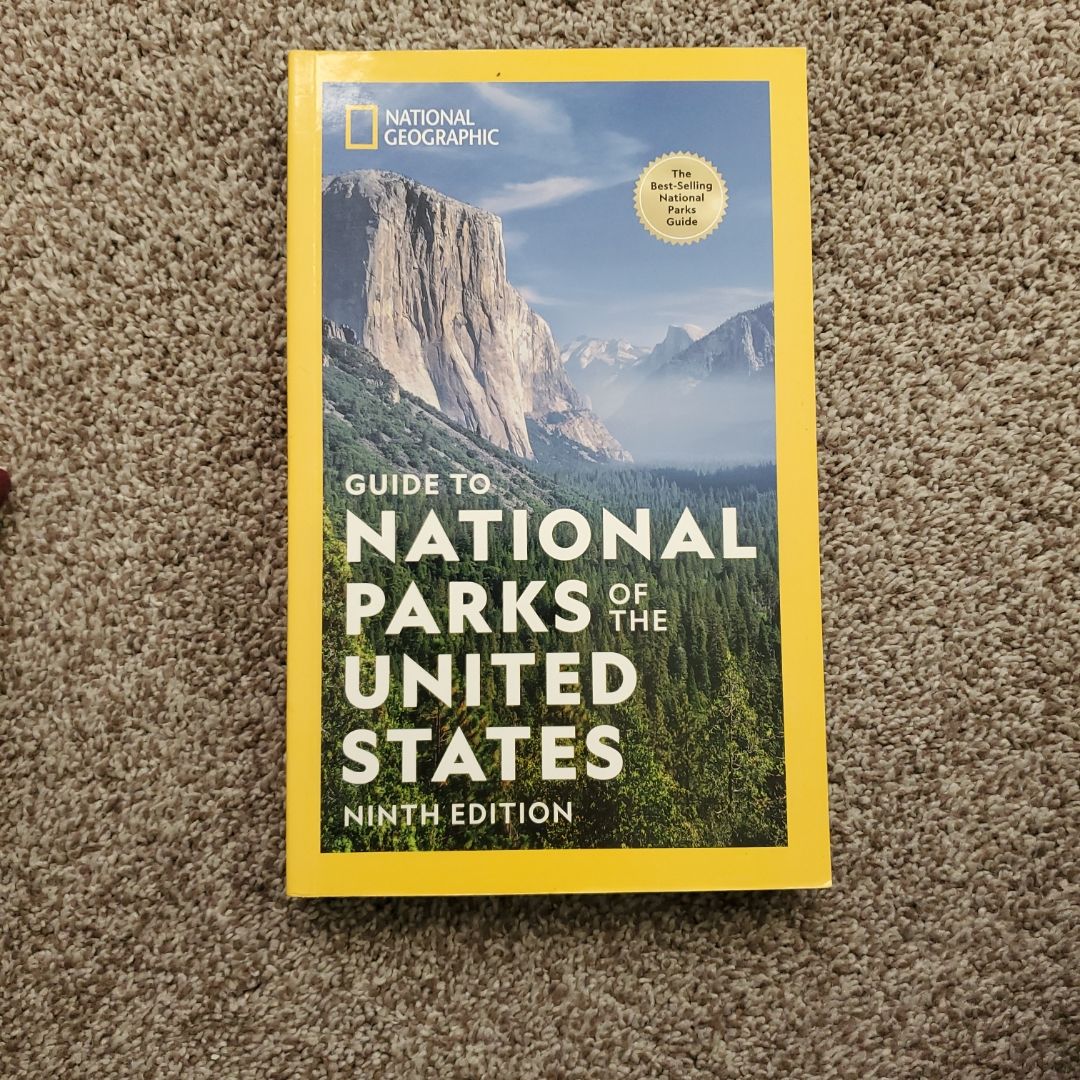 NATIONAL
GEOGRAPHIC
The
Best-Selling
National
Parks
Guide
GUIDE TO
NATIONAL
PARKS OF
THE
UNITED
STATES
NINTH EDITION